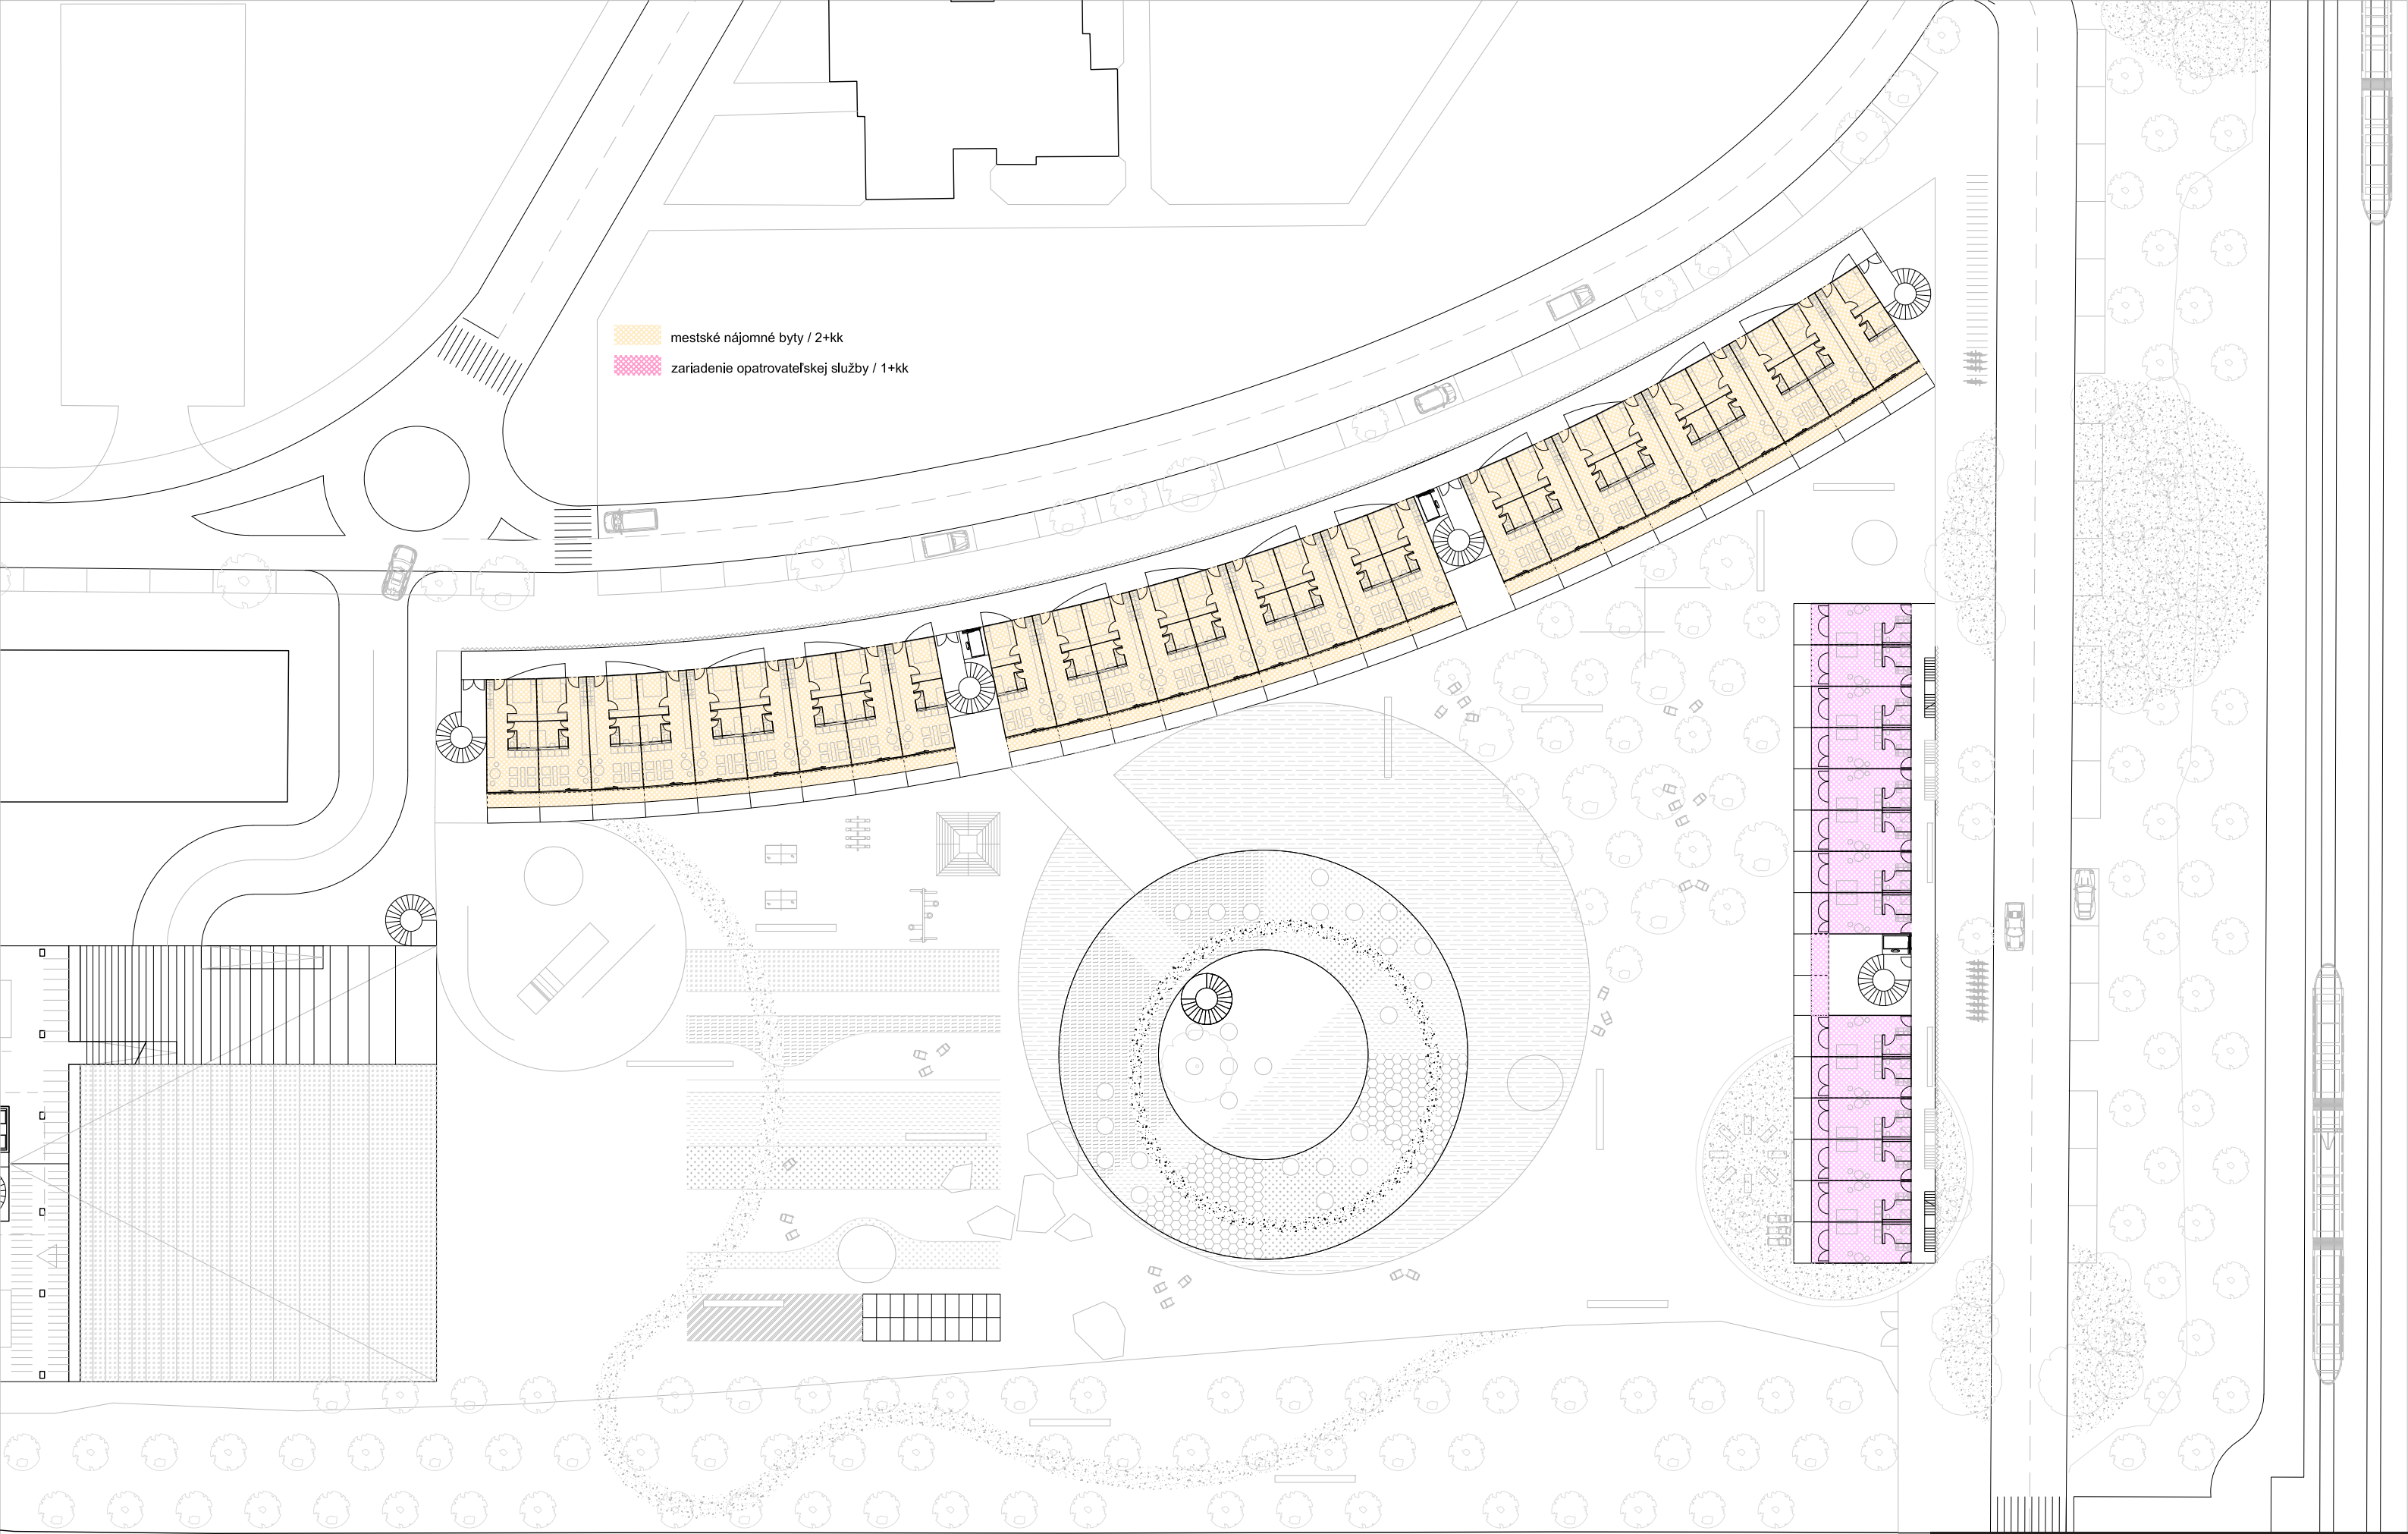 mestské nájomné byty / 2+kk
zariadenie opatrovateľskej služby / 1+kk